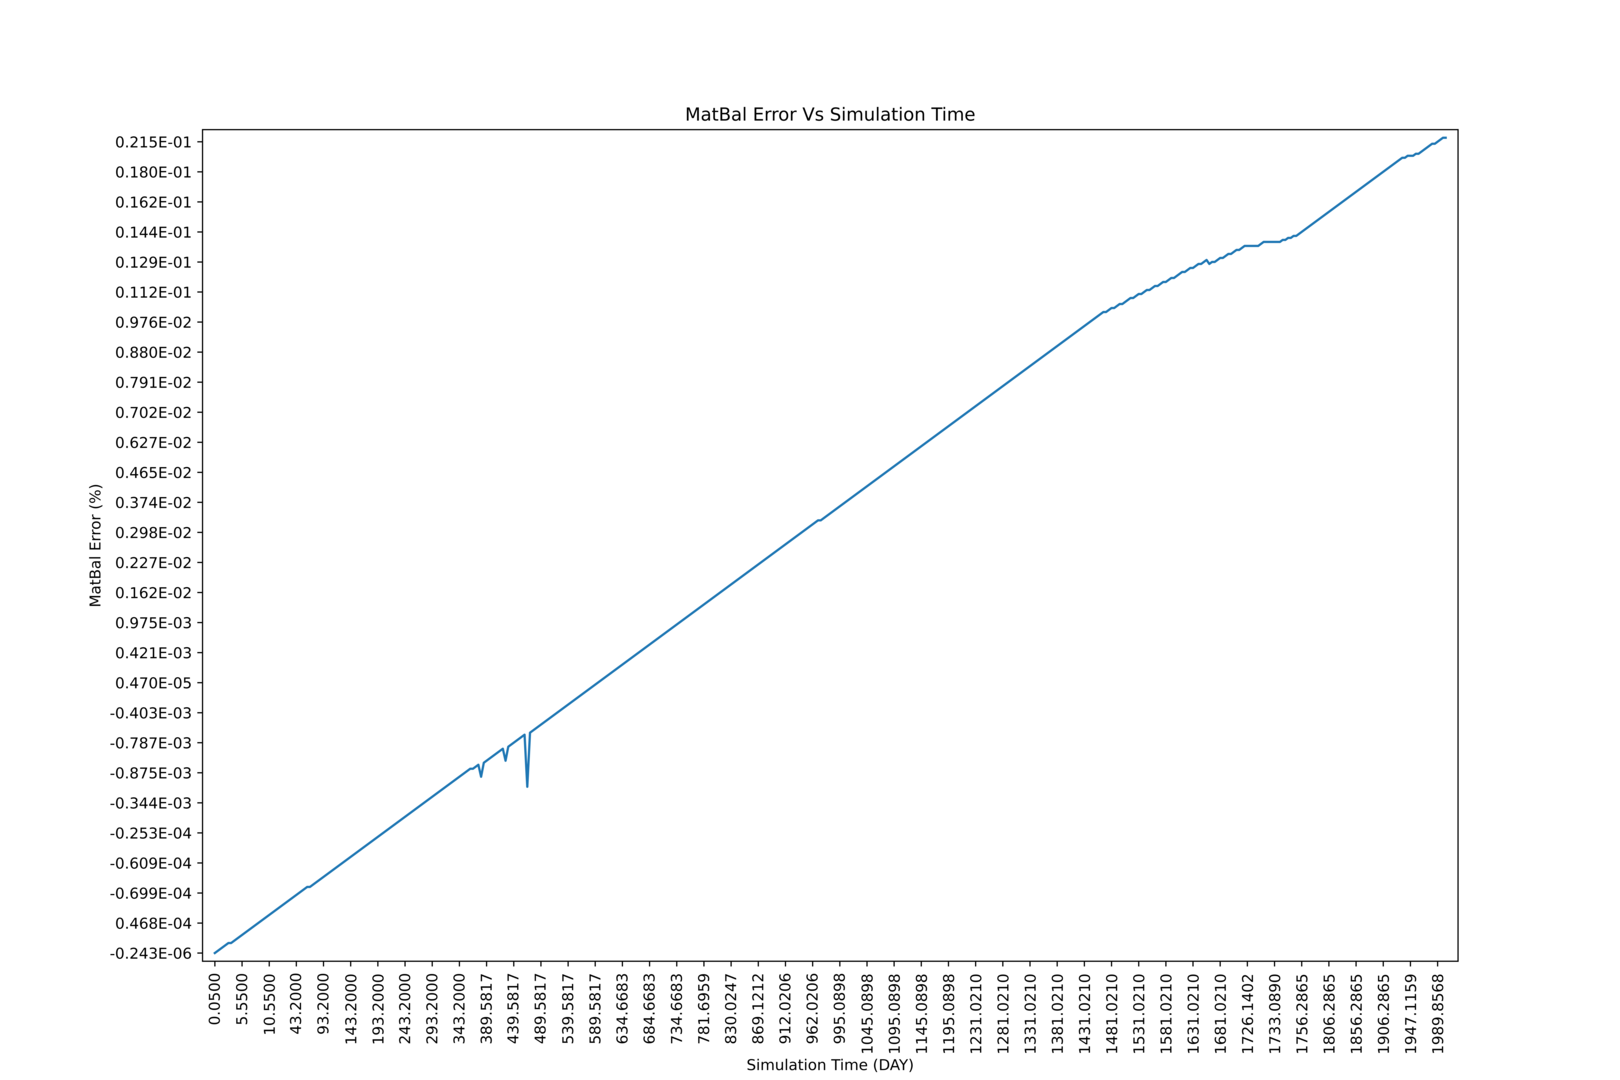 MatBal Error Vs Simulation Time
0.215E-01
0.180E-01
0.162E-01
0.144E-01
0.129E-01
0.112E-01
0.976E-02
0.880E-02
0.791E-02
0.702E-02
0.627E-02
0.465E-02
0.374E-02
0.298E-02
0.227E-02
0.162E-02
0.975E-03
0.421E-03
0.470E-05
-0.403E-03
-0.787E-03
-0.875E-03
-0.344E-03
-0.253E-04
-0.609E-04
-0.699E-04
0.468E-04
-0.243E-06
MatBal Error (%)
0.0500
5.5500
10.5500
43.2000
93.2000
143.2000
193.2000
243.2000
293.2000
343.2000
389.5817
439.5817
489.5817
539.5817
589.5817
634.6683
684.6683
734.6683
781.6959
830.0247
869.1212
912.0206
962.0206
995.0898
1045.0898
1095.0898
1145.0898
1195.0898
1231.0210
1281.0210
1331.0210
1381.0210
1431.0210
1481.0210
1531.0210
1581.0210
1631.0210
1681.0210
1726.1402
1733.0890
1756.2865
1806.2865
1856.2865
1906.2865
1947.1159
1989.8568
Simulation Time (DAY)